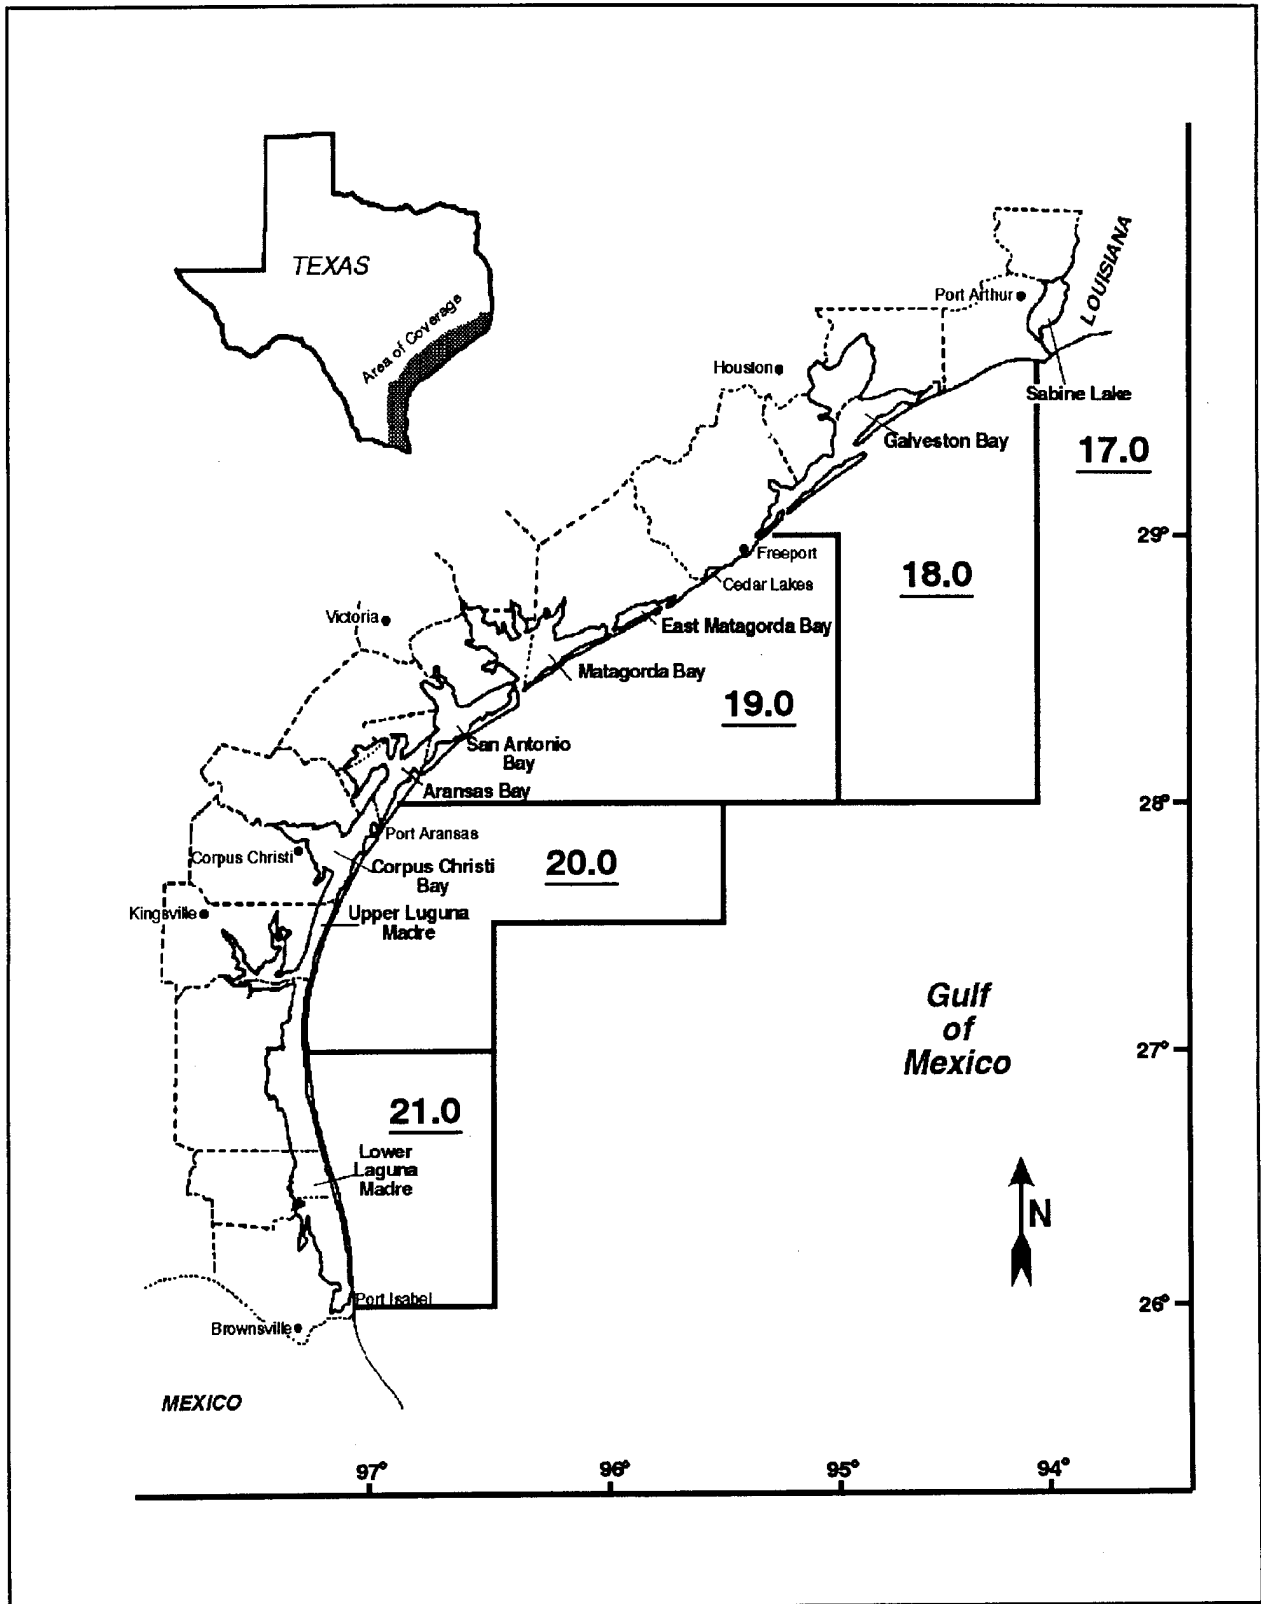 TEXAS
Area of Coverage
LOUISIANA
Port Arthur
Houston
Sabine Lake
Galveston Bay
17.0
29°
Freeport
18.0
Cedar Lakes
Victoria
East Matagorda Bay
Matagorda Bay
19.0
San Antonio
Bay
Aransas Bay
28°
Port Aransas
Corpus Christi
Corpus Christi
Bay
20.0
Kingsville
Upper Luguna
Madre
Gulf
of
Mexico
27°
21.0
Lower
Laguna
Madre
N
Port Isabel
26°
Brownsville
MEXICO
97°
96°
95°
94°